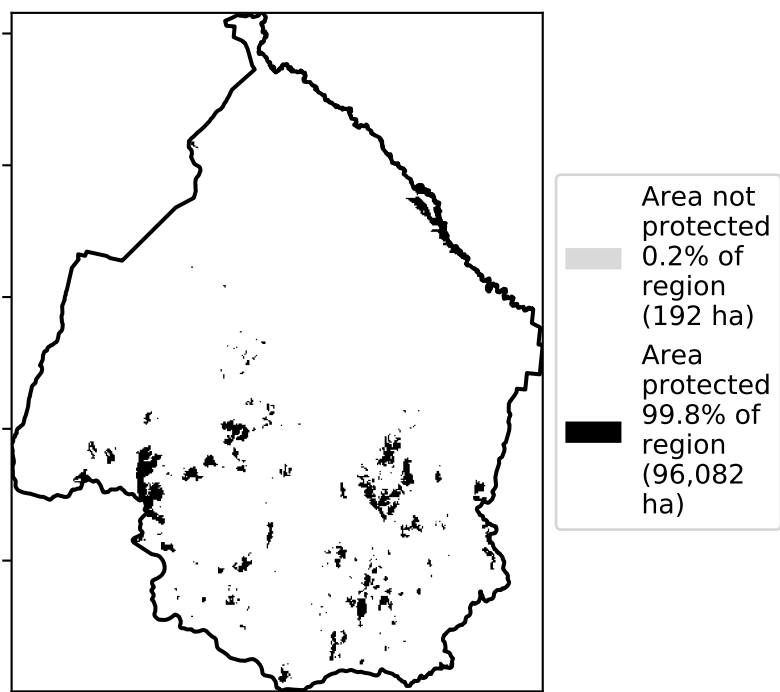 Area not
protected
0.2% of
region
(192 ha)
Area
protected
99.8% of
region
(96,082
ha)